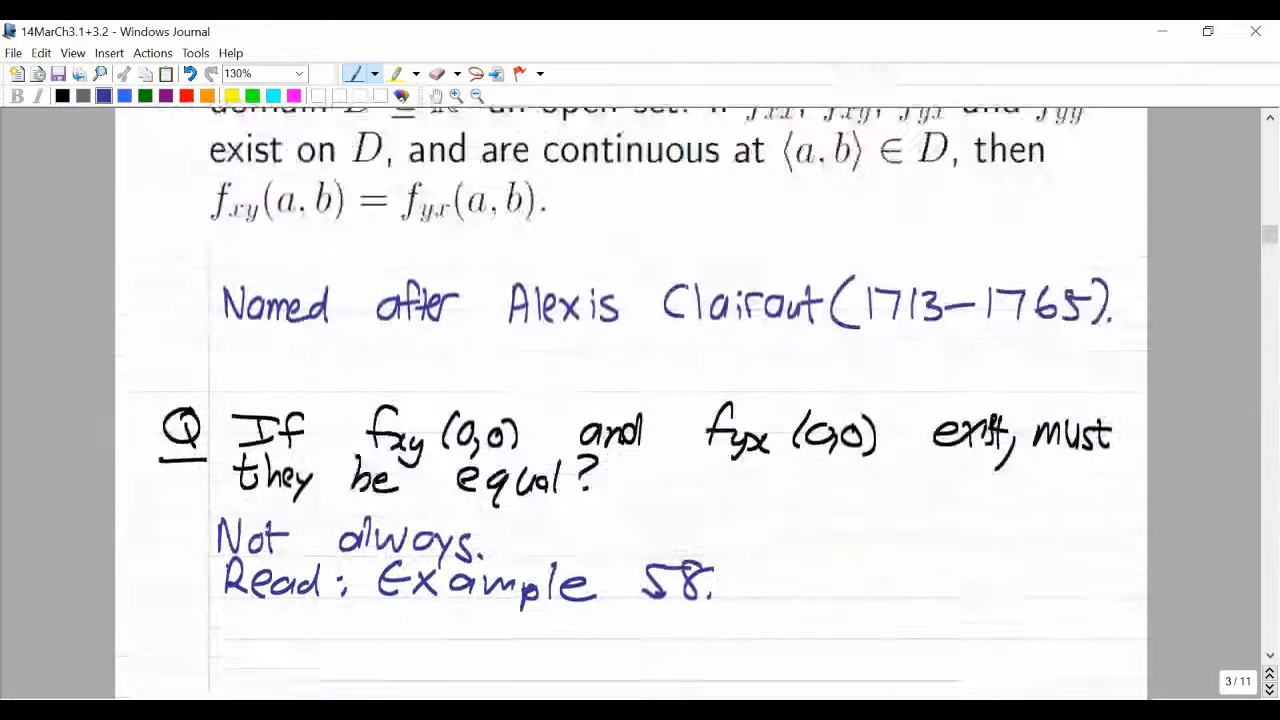 14MarCh3.1+3.2 - Windows Journal
File Edit View Insert Actions Tools Help
130%
B I
exist on D, and are continuous at ⟨a, b⟩ ∈ D, then
f_xy(a, b) = f_yx(a, b).
Named after Alexis Clairaut (1713–1765).
Q If f_xy (0,0) and f_yx (0,0) exist, must
they be equal?
Not always.
Read: Example 58.
3 / 11